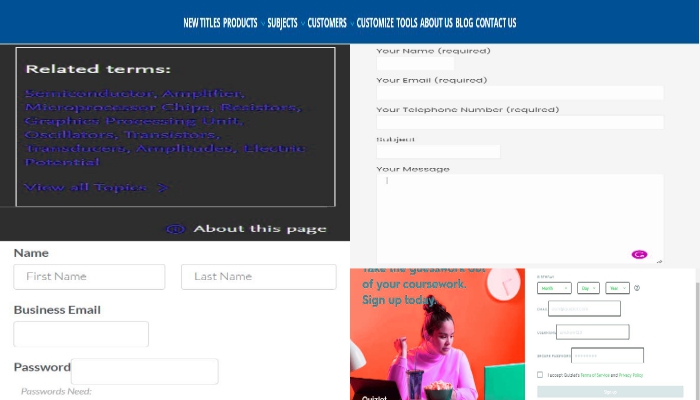 NEW TITLES PRODUCTS SUBJECTS CUSTOMERS CUSTOMIZE TOOLS ABOUT US BLOG CONTACT US
Related terms:
Semiconductor, Amplifier,
Microprocessor Chips, Resistors,
Graphics Processing Unit,
Oscillators, Transistors,
Transducers, Amplitudes, Electric
Potential
View all Topics >
About this page
Name
First Name
Last Name
Business Email
Password
Passwords Need:
Your Name (required)
Your Email (required)
Your Telephone Number (required)
Subject
Your Message
Take the guesswork out
of your coursework.
Sign up today.
Quizlet
Month Day Year
I accept Quizlet's Terms of Service and Privacy Policy